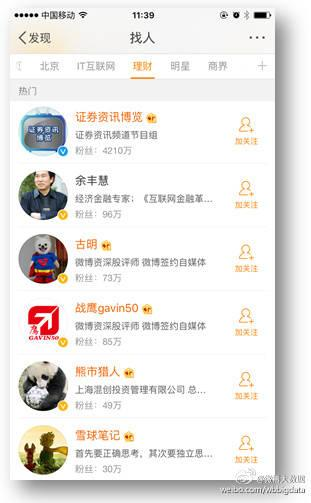 中国移动 11:39
发现 找人
北京 IT互联网 理财 明星 商界
热门
证券资讯博览
证券资讯博览
证券资讯频道节目组
粉丝：4210万
加关注
余丰慧
经济金融专家；《互联网金融革...
粉丝：96万
加关注
古明
微博资深股评师 微博签约自媒体
粉丝：73万
加关注
鹰
GAVIN50
战鹰gavin50
微博资深股评师 微博签约自媒体
粉丝：85万
加关注
熊市猎人
上海混创投资管理有限公司 总...
粉丝：49万
加关注
雪球笔记
首先要正确思考，其次要独立思...
粉丝：30万
weibo.com/wbbigdata